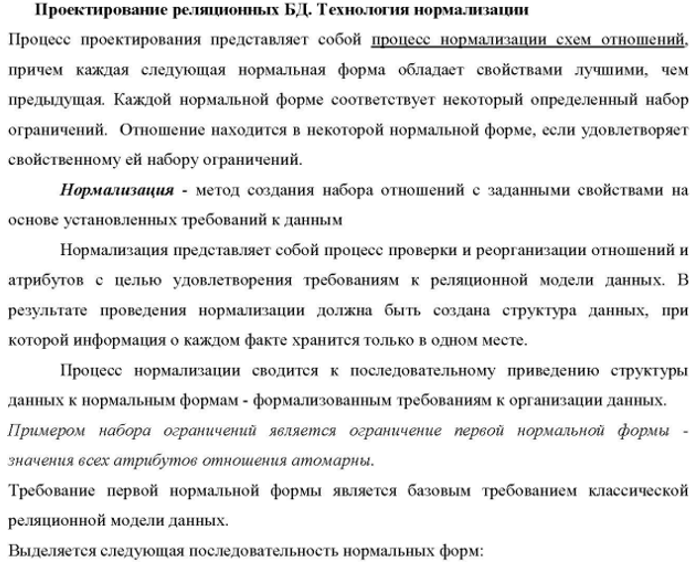 Проектирование реляционных БД. Технология нормализации
Процесс проектирования представляет собой процесс нормализации схем отношений,
причем каждая следующая нормальная форма обладает свойствами лучшими, чем
предыдущая. Каждой нормальной форме соответствует некоторый определенный набор
ограничений. Отношение находится в некоторой нормальной форме, если удовлетворяет
свойственному ей набору ограничений.
Нормализация - метод создания набора отношений с заданными свойствами на
основе установленных требований к данным
Нормализация представляет собой процесс проверки и реорганизации отношений и
атрибутов с целью удовлетворения требованиям к реляционной модели данных. В
результате проведения нормализации должна быть создана структура данных, при
которой информация о каждом факте хранится только в одном месте.
Процесс нормализации сводится к последовательному приведению структуры
данных к нормальным формам - формализованным требованиям к организации данных.
Примером набора ограничений является ограничение первой нормальной формы -
значения всех атрибутов отношения атомарны.
Требование первой нормальной формы является базовым требованием классической
реляционной модели данных.
Выделяется следующая последовательность нормальных форм: